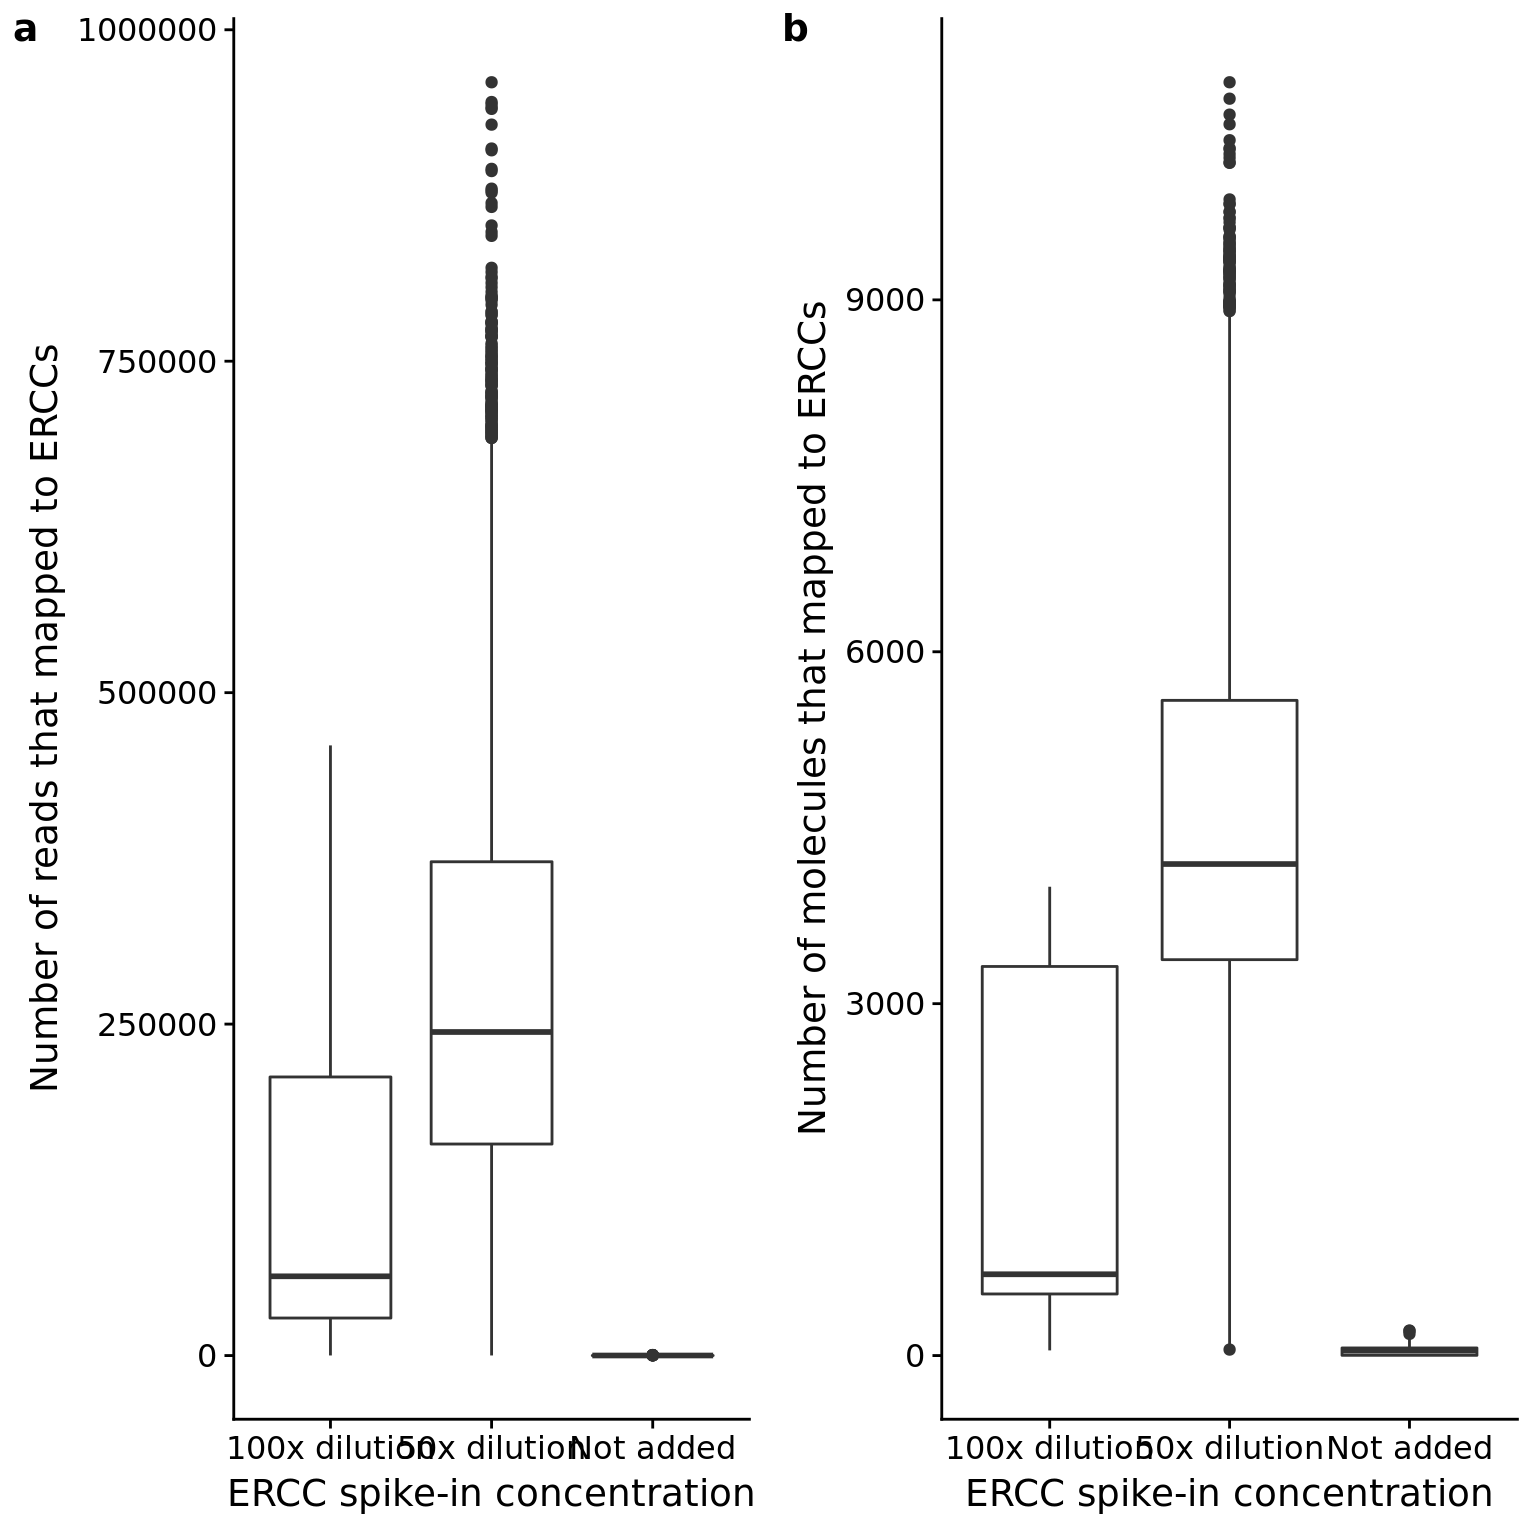 a
1000000
750000
500000
250000
0
Number of reads that mapped to ERCCs
100x dilution
50x dilution
Not added
ERCC spike-in concentration
b
9000
6000
3000
0
Number of molecules that mapped to ERCCs
100x dilution
50x dilution
Not added
ERCC spike-in concentration